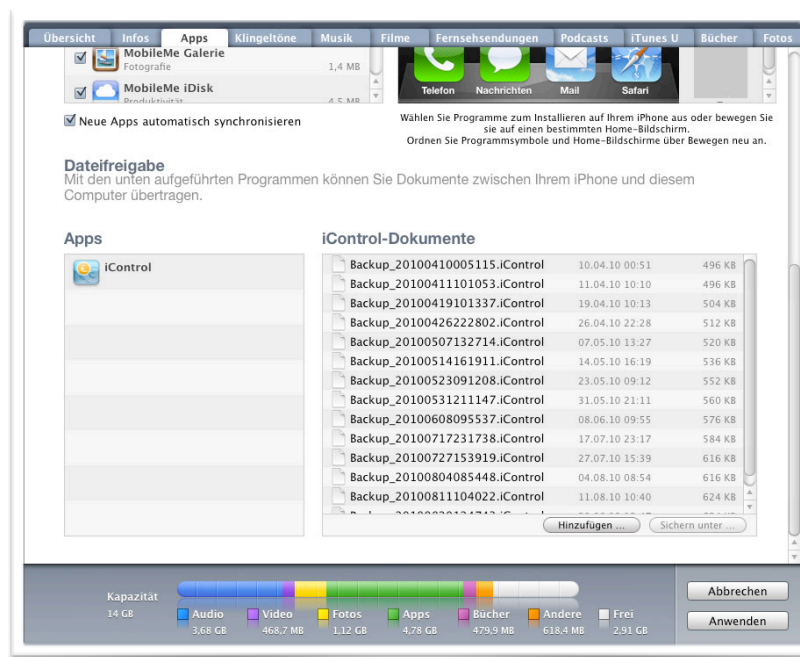 Übersicht Infos Apps Klingeltöne Musik Filme Fernsehsendungen Podcasts iTunes U Bücher Fotos
MobileMe Galerie
Fotografie 1,4 MB
MobileMe iDisk
Produktivität 4,5 MB
Neue Apps automatisch synchronisieren
Telefon Nachrichten Mail Safari
Wählen Sie Programme zum Installieren auf Ihrem iPhone aus oder bewegen Sie
sie auf einen bestimmten Home-Bildschirm.
Ordnen Sie Programmsymbole und Home-Bildschirme über Bewegen neu an.
Dateifreigabe
Mit den unten aufgeführten Programmen können Sie Dokumente zwischen Ihrem iPhone und diesem
Computer übertragen.
Apps
iControl
iControl-Dokumente
Backup_20100410005115.iControl 10.04.10 00:51 496 KB
Backup_20100411101053.iControl 11.04.10 10:10 496 KB
Backup_20100419101337.iControl 19.04.10 10:13 504 KB
Backup_20100426222802.iControl 26.04.10 22:28 512 KB
Backup_20100507132714.iControl 07.05.10 13:27 520 KB
Backup_20100514161911.iControl 14.05.10 16:19 536 KB
Backup_20100523091208.iControl 23.05.10 09:12 552 KB
Backup_20100531211147.iControl 31.05.10 21:11 560 KB
Backup_20100608095537.iControl 08.06.10 09:55 576 KB
Backup_20100717231738.iControl 17.07.10 23:17 584 KB
Backup_20100727153919.iControl 27.07.10 15:39 616 KB
Backup_20100804085448.iControl 04.08.10 08:54 616 KB
Backup_20100811104022.iControl 11.08.10 10:40 624 KB
Hinzufügen ... Sichern unter ...
Kapazität
14 GB
Audio Video Fotos Apps Bücher Andere Frei
3,68 GB 468,7 MB 1,12 GB 4,78 GB 479,9 MB 618,4 MB 2,91 GB
Abbrechen
Anwenden